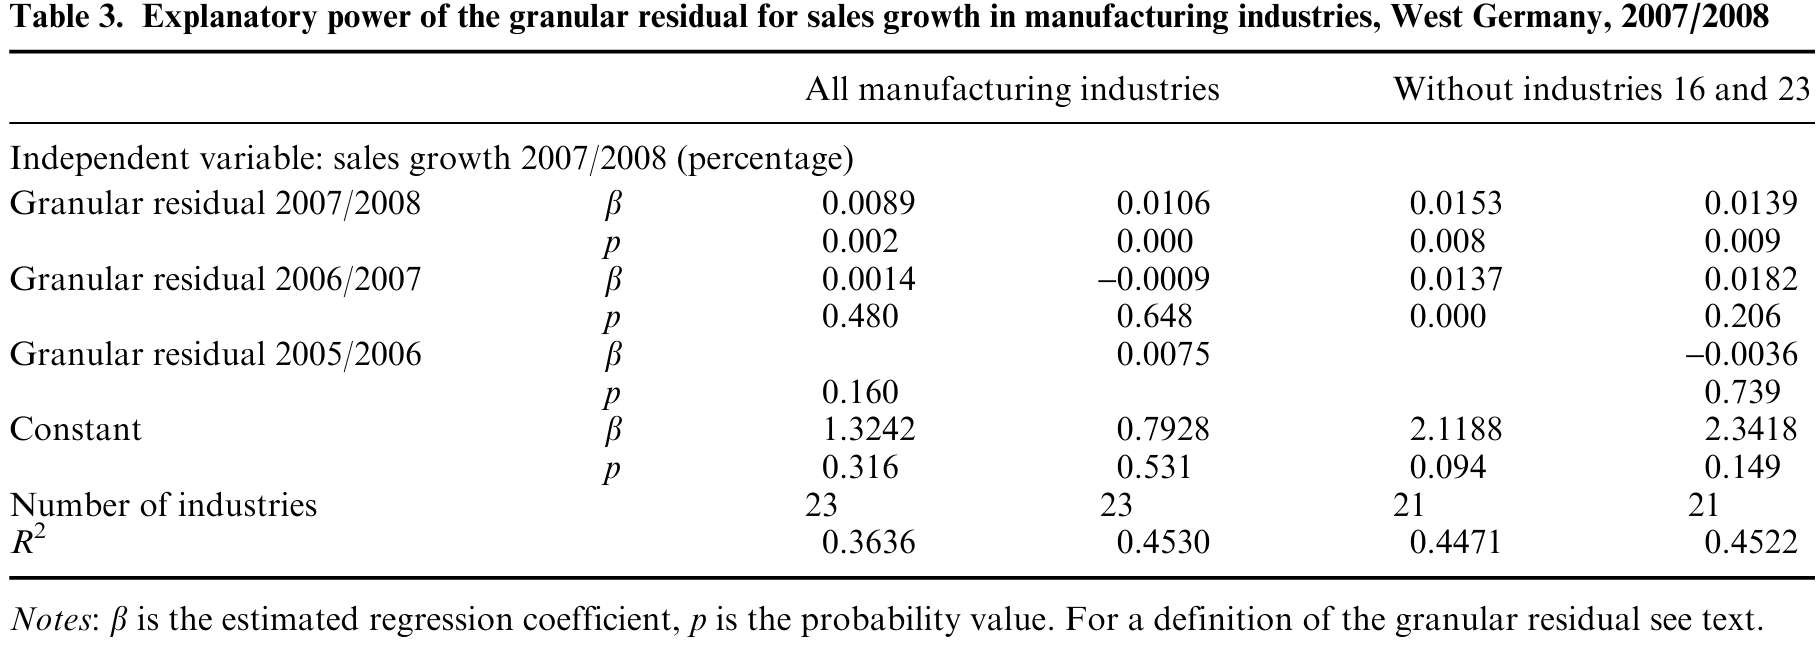 Table 3. Explanatory power of the granular residual for sales growth in manufacturing industries, West Germany, 2007/2008
All manufacturing industries Without industries 16 and 23
Independent variable: sales growth 2007/2008 (percentage)
Granular residual 2007/2008 β 0.0089 0.0106 0.0153 0.0139
p 0.002 0.000 0.008 0.009
Granular residual 2006/2007 β 0.0014 –0.0009 0.0137 0.0182
p 0.480 0.648 0.000 0.206
Granular residual 2005/2006 β 0.0075 –0.0036
p 0.160 0.739
Constant β 1.3242 0.7928 2.1188 2.3418
p 0.316 0.531 0.094 0.149
Number of industries 23 23 21 21
R² 0.3636 0.4530 0.4471 0.4522
Notes: β is the estimated regression coefficient, p is the probability value. For a definition of the granular residual see text.